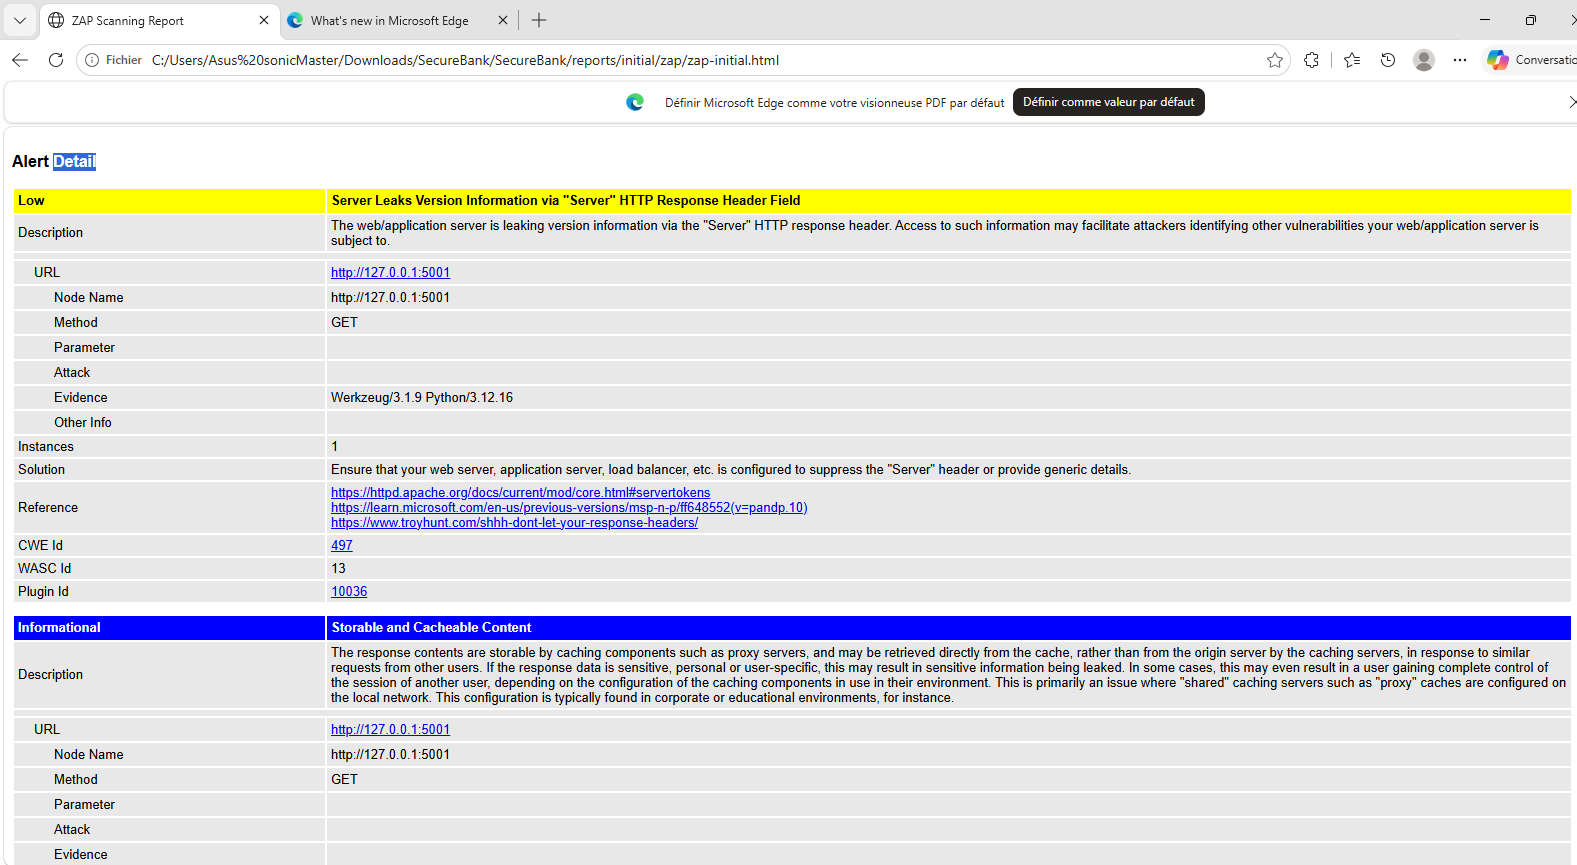 ZAP Scanning Report
What's new in Microsoft Edge
Fichier C:/Users/Asus%20sonicMaster/Downloads/SecureBank/SecureBank/reports/initial/zap/zap-initial.html
Conversatio
Définir Microsoft Edge comme votre visionneuse PDF par défaut Définir comme valeur par défaut
Alert Detail
Low Server Leaks Version Information via "Server" HTTP Response Header Field
Description The web/application server is leaking version information via the "Server" HTTP response header. Access to such information may facilitate attackers identifying other vulnerabilities your web/application server is
subject to.
URL http://127.0.0.1:5001
Node Name http://127.0.0.1:5001
Method GET
Parameter
Attack
Evidence Werkzeug/3.1.9 Python/3.12.16
Other Info
Instances 1
Solution Ensure that your web server, application server, load balancer, etc. is configured to suppress the "Server" header or provide generic details.
Reference https://httpd.apache.org/docs/current/mod/core.html#servertokens
https://learn.microsoft.com/en-us/previous-versions/msp-n-p/ff648552(v=pandp.10)
https://www.troyhunt.com/shhh-dont-let-your-response-headers/
CWE Id 497
WASC Id 13
Plugin Id 10036
Informational Storable and Cacheable Content
Description The response contents are storable by caching components such as proxy servers, and may be retrieved directly from the cache, rather than from the origin server by the caching servers, in response to similar
requests from other users. If the response data is sensitive, personal or user-specific, this may result in sensitive information being leaked. In some cases, this may even result in a user gaining complete control of
the session of another user, depending on the configuration of the caching components in use in their environment. This is primarily an issue where "shared" caching servers such as "proxy" caches are configured on
the local network. This configuration is typically found in corporate or educational environments, for instance.
URL http://127.0.0.1:5001
Node Name http://127.0.0.1:5001
Method GET
Parameter
Attack
Evidence